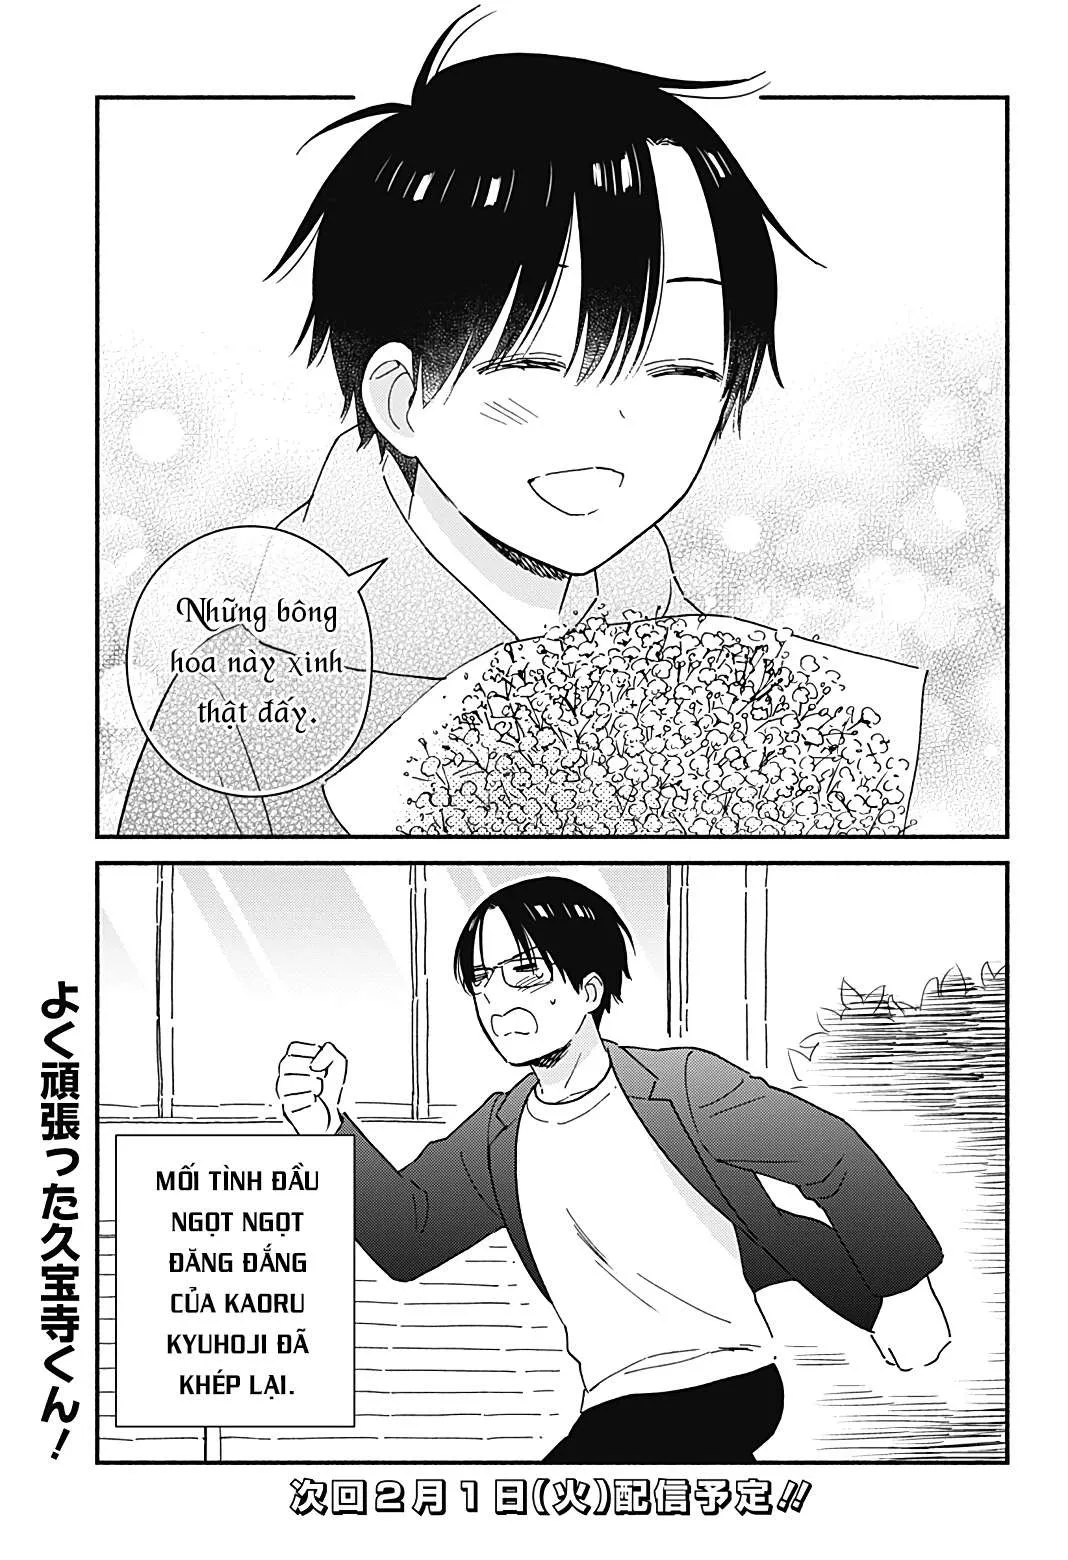 Những bông
hoa này xinh
thật đấy.
MỐI TÌNH ĐẦU
NGỌT NGỌT
ĐĂNG ĐẮNG
CỦA KAORU
KYUHOJI ĐÃ
KHÉP LẠI.
よく頑張った久宝寺くん！
次回２月１日(火)配信予定!!